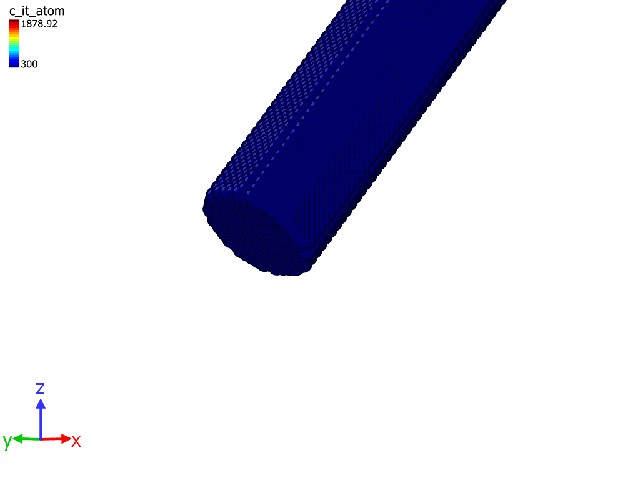 c_it_atom
1878.92
300
z
y
x